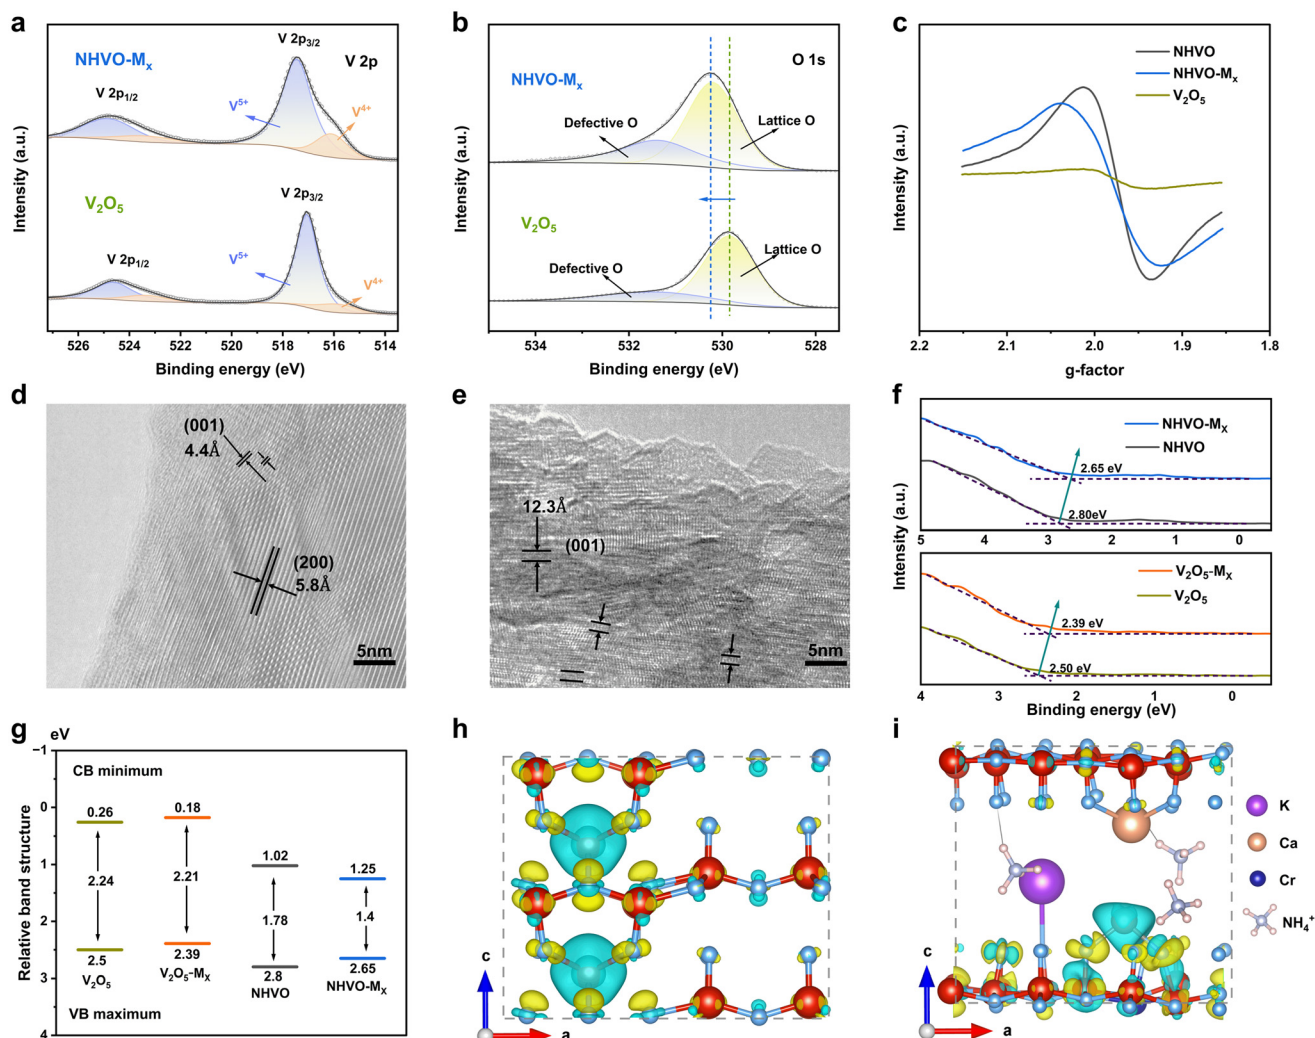 a
NHVO-Mₓ
V 2p₃/₂
V 2p
V 2p₁/₂
V⁵⁺
V⁴⁺
V₂O₅
V 2p₃/₂
V 2p₁/₂
V⁵⁺
V⁴⁺
Intensity (a.u.)
526 524 522 520 518 516 514
Binding energy (eV)
b
O 1s
NHVO-Mₓ
Defective O
Lattice O
V₂O₅
Defective O
Lattice O
Intensity (a.u.)
534 532 530 528
Binding energy (eV)
c
NHVO
NHVO-Mₓ
V₂O₅
Intensity (a.u.)
2.2 2.1 2.0 1.9 1.8
g-factor
d
(001)
4.4Å
(200)
5.8Å
5nm
e
12.3Å
(001)
5nm
f
NHVO-Mₓ
NHVO
2.65 eV
2.80eV
5 4 3 2 1 0
V₂O₅-Mₓ
V₂O₅
2.39 eV
2.50 eV
4 3 2 1 0
Intensity (a.u.)
Binding energy (eV)
g
eV
−1
0
1
2
3
4
Relative band structure
CB minimum
0.26
0.18
1.02
1.25
2.24
2.21
1.78
1.4
2.5
2.39
2.8
2.65
V₂O₅
V₂O₅-Mₓ
NHVO
NHVO-Mₓ
VB maximum
h
c
a
i
c
a
K
Ca
Cr
NH₄⁺